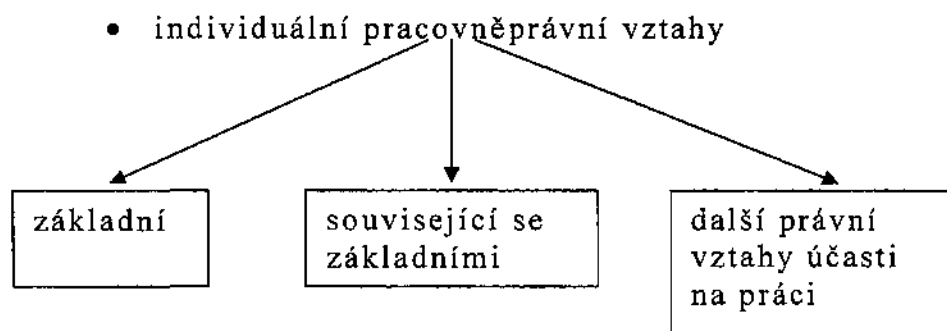 • individuální pracovněprávní vztahy
základní
související se
základními
další právní
vztahy účasti
na práci